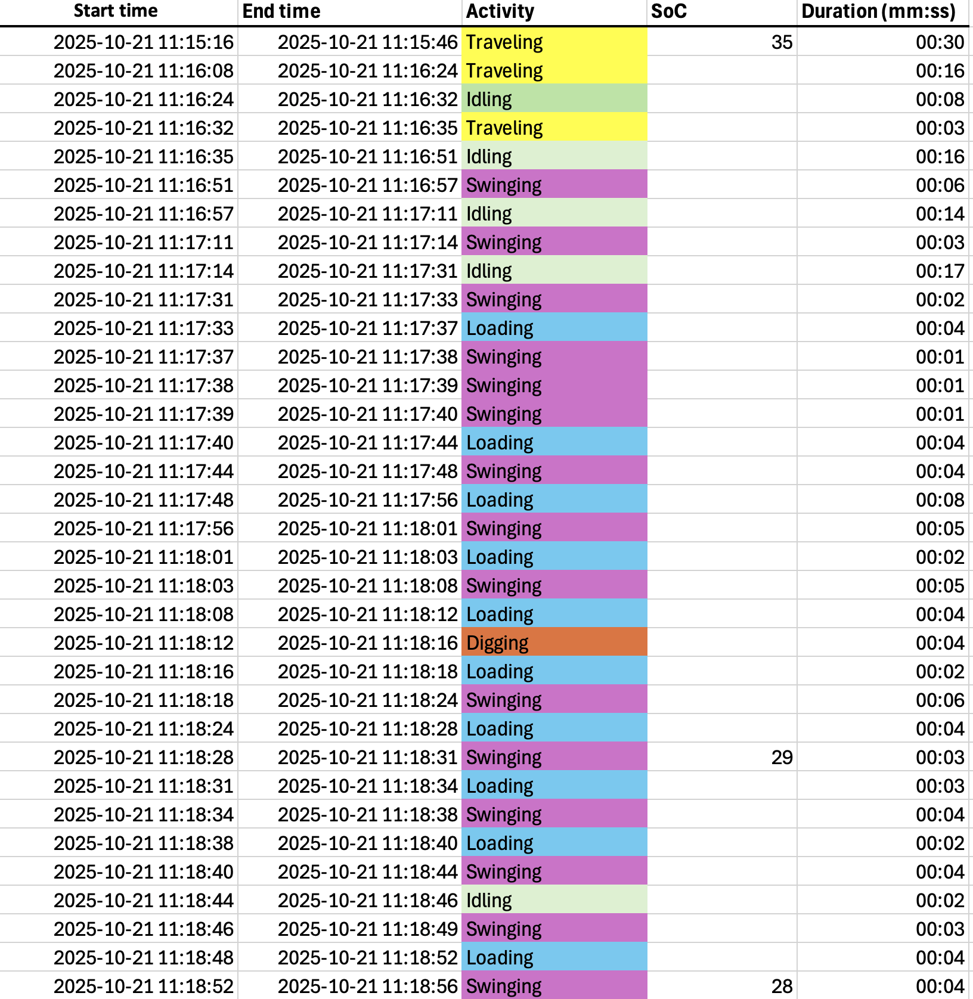 Start time End time Activity SoC Duration (mm:ss)
2025-10-21 11:15:16 2025-10-21 11:15:46 Traveling 35 00:30
2025-10-21 11:16:08 2025-10-21 11:16:24 Traveling 00:16
2025-10-21 11:16:24 2025-10-21 11:16:32 Idling 00:08
2025-10-21 11:16:32 2025-10-21 11:16:35 Traveling 00:03
2025-10-21 11:16:35 2025-10-21 11:16:51 Idling 00:16
2025-10-21 11:16:51 2025-10-21 11:16:57 Swinging 00:06
2025-10-21 11:16:57 2025-10-21 11:17:11 Idling 00:14
2025-10-21 11:17:11 2025-10-21 11:17:14 Swinging 00:03
2025-10-21 11:17:14 2025-10-21 11:17:31 Idling 00:17
2025-10-21 11:17:31 2025-10-21 11:17:33 Swinging 00:02
2025-10-21 11:17:33 2025-10-21 11:17:37 Loading 00:04
2025-10-21 11:17:37 2025-10-21 11:17:38 Swinging 00:01
2025-10-21 11:17:38 2025-10-21 11:17:39 Swinging 00:01
2025-10-21 11:17:39 2025-10-21 11:17:40 Swinging 00:01
2025-10-21 11:17:40 2025-10-21 11:17:44 Loading 00:04
2025-10-21 11:17:44 2025-10-21 11:17:48 Swinging 00:04
2025-10-21 11:17:48 2025-10-21 11:17:56 Loading 00:08
2025-10-21 11:17:56 2025-10-21 11:18:01 Swinging 00:05
2025-10-21 11:18:01 2025-10-21 11:18:03 Loading 00:02
2025-10-21 11:18:03 2025-10-21 11:18:08 Swinging 00:05
2025-10-21 11:18:08 2025-10-21 11:18:12 Loading 00:04
2025-10-21 11:18:12 2025-10-21 11:18:16 Digging 00:04
2025-10-21 11:18:16 2025-10-21 11:18:18 Loading 00:02
2025-10-21 11:18:18 2025-10-21 11:18:24 Swinging 00:06
2025-10-21 11:18:24 2025-10-21 11:18:28 Loading 00:04
2025-10-21 11:18:28 2025-10-21 11:18:31 Swinging 29 00:03
2025-10-21 11:18:31 2025-10-21 11:18:34 Loading 00:03
2025-10-21 11:18:34 2025-10-21 11:18:38 Swinging 00:04
2025-10-21 11:18:38 2025-10-21 11:18:40 Loading 00:02
2025-10-21 11:18:40 2025-10-21 11:18:44 Swinging 00:04
2025-10-21 11:18:44 2025-10-21 11:18:46 Idling 00:02
2025-10-21 11:18:46 2025-10-21 11:18:49 Swinging 00:03
2025-10-21 11:18:48 2025-10-21 11:18:52 Loading 00:04
2025-10-21 11:18:52 2025-10-21 11:18:56 Swinging 28 00:04